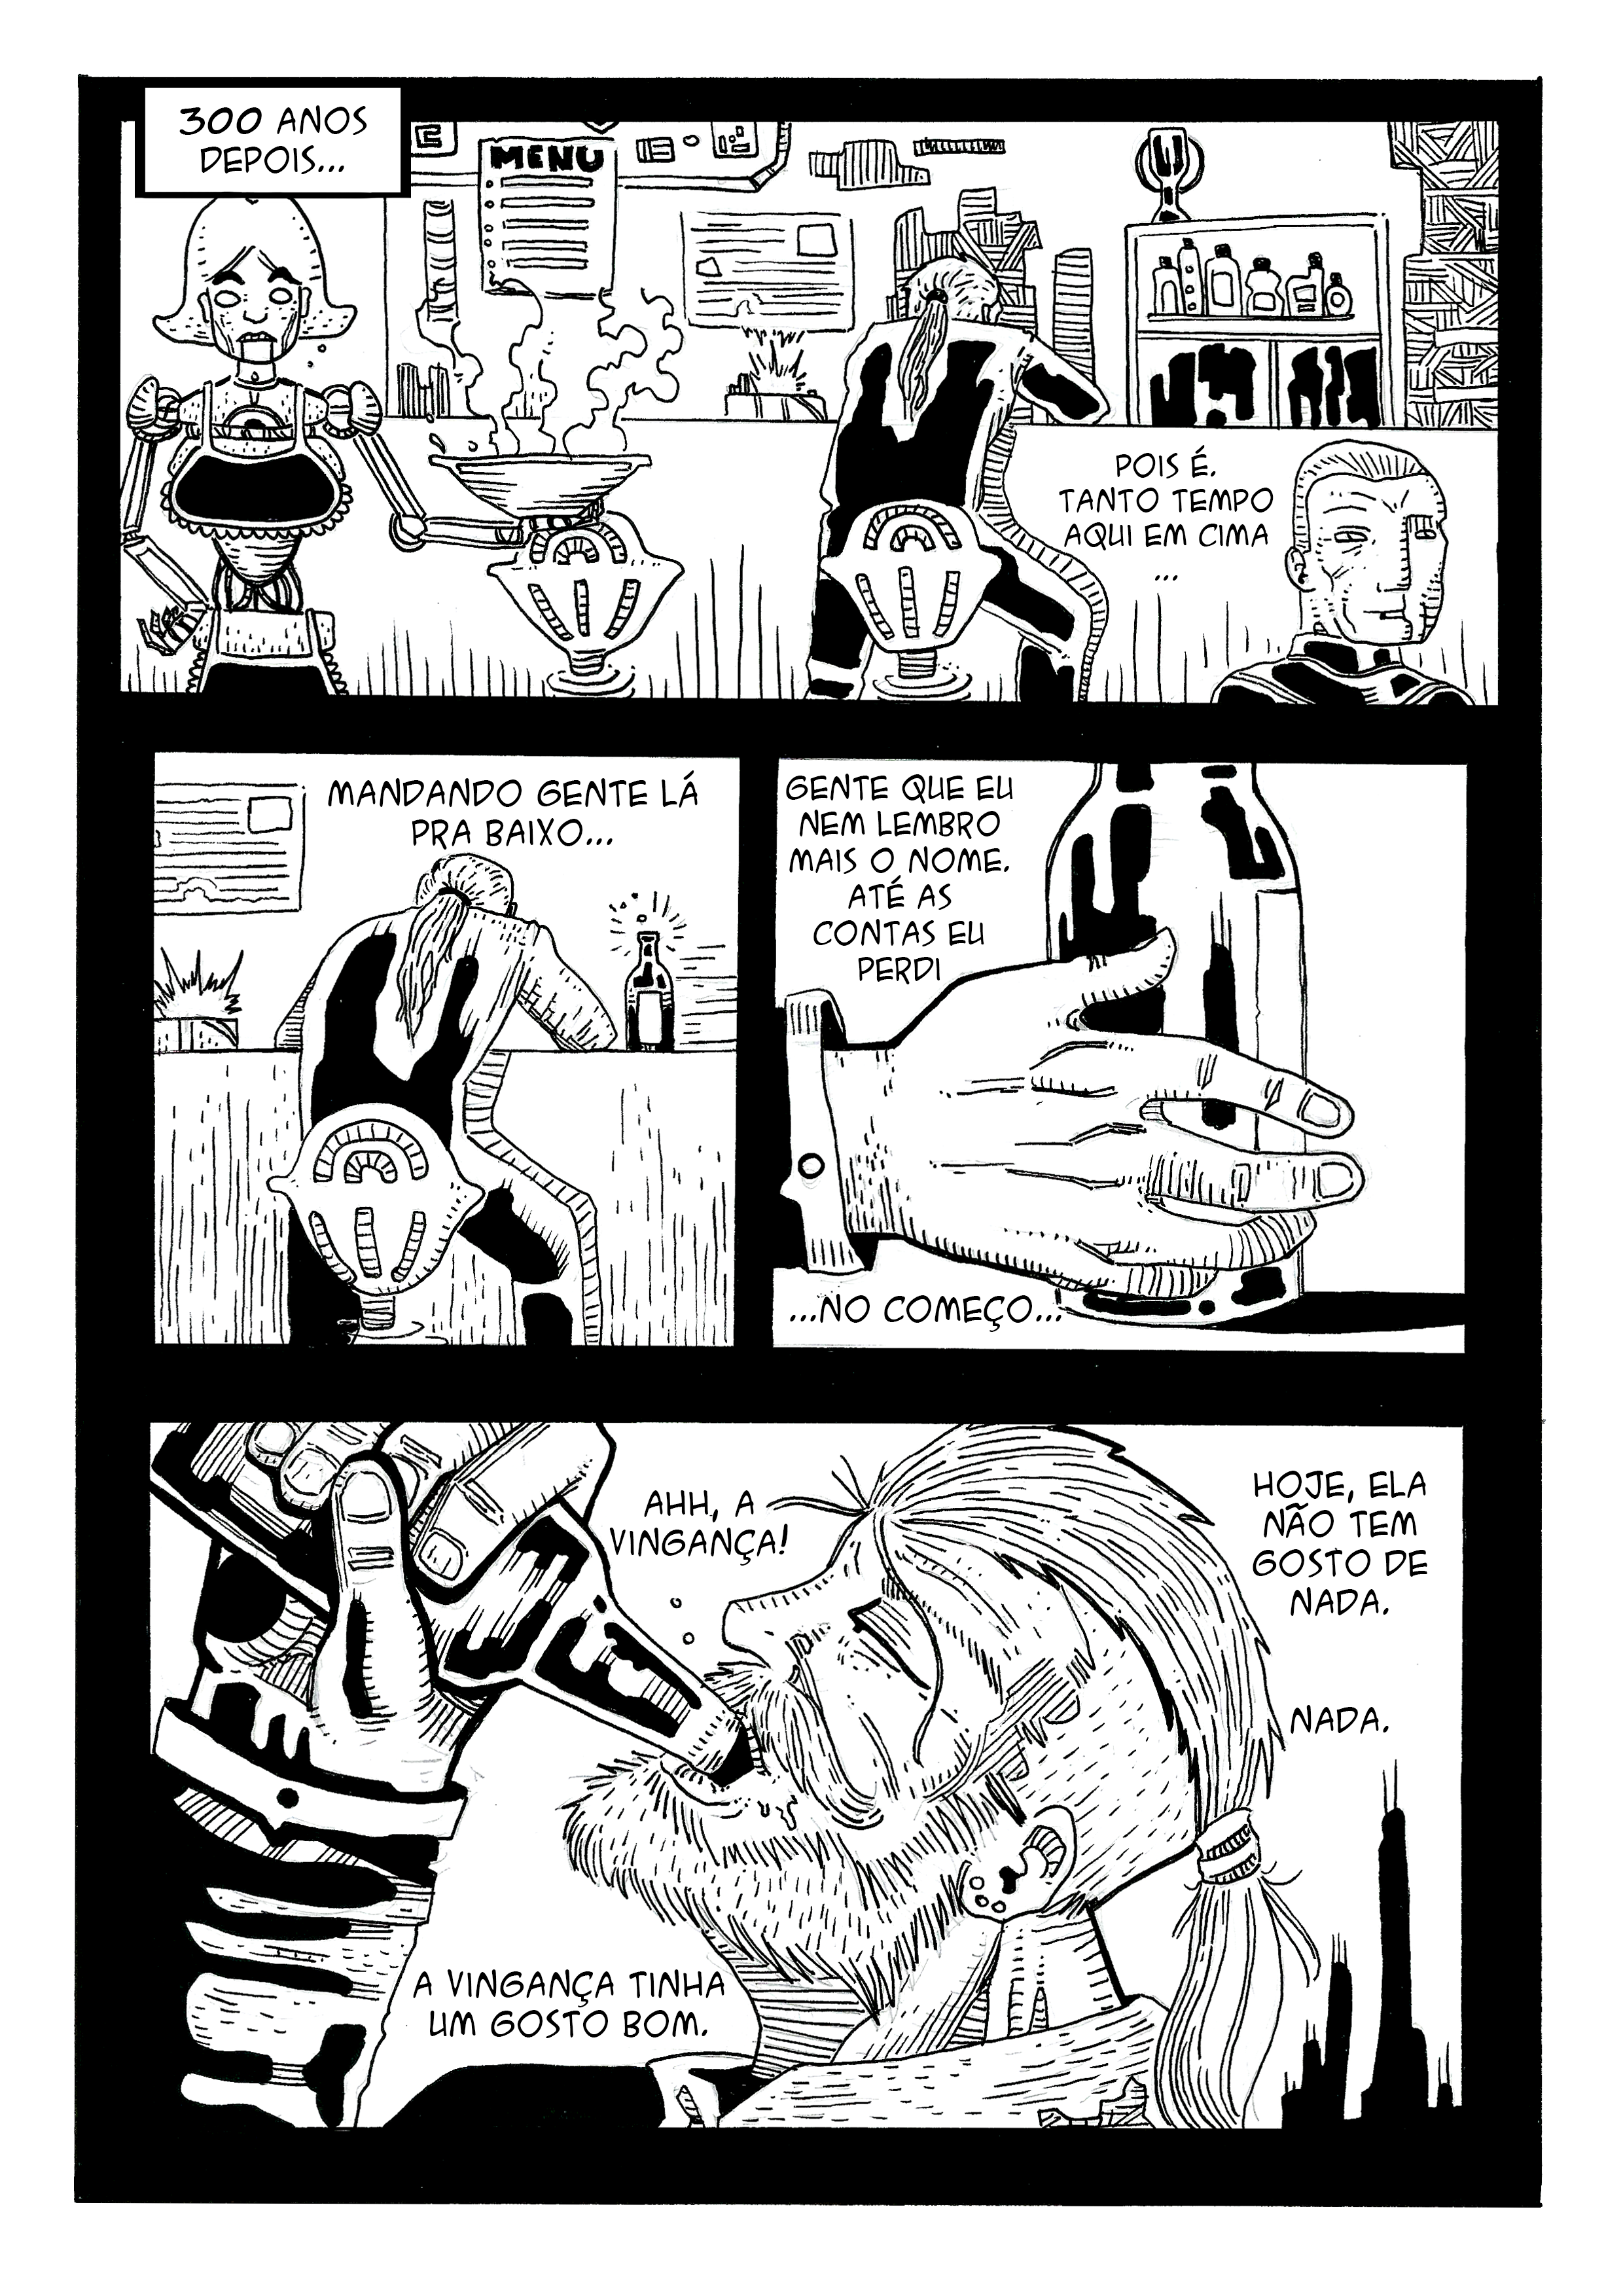 300 ANOS
DEPOIS...
MENU
POIS É.
TANTO TEMPO
AQUI EM CIMA
...
MANDANDO GENTE LÁ
PRA BAIXO...
GENTE QUE EU
NEM LEMBRO
MAIS O NOME.
ATÉ AS
CONTAS EU
PERDI
...NO COMEÇO...
AHH, A
VINGANÇA!
A VINGANÇA TINHA
UM GOSTO BOM.
HOJE, ELA
NÃO TEM
GOSTO DE
NADA.
NADA.